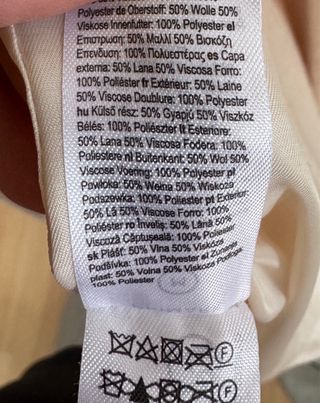 Polyester de Oberstoff: 50% Wolle 50%
Viskose Innenfutter: 100% Polyester el
Επιστρωση: 50% Μαλλί 50% Βισκόζη
Επενδυση: 100% Πολυεστέρας es Capa
externa: 50% Lana 50% Viscosa Forro:
100% Poliéster fr Extérieur: 50% Laine
50% Viscose Doublure: 100% Polyester
hu Külső rész: 50% Gyapjú 50% Viszkóz
Bélés: 100% Poliészter it Esteriore:
50% Lana 50% Viscosa Fodera: 100%
Poliestere nl Buitenkant: 50% Wol 50%
Viscose Voering: 100% Polyester pl
Powłoka: 50% Wełna 50% Wiskoza
Podszewka: 100% Poliester pt Exterior:
50% Lã 50% Viscose Forro: 100%
Poliéster ro Înveliș: 50% Lână 50%
Viscoză Căptușeală: 100% Poliester
sk Plášť: 50% Vlna 50% Viskóza
Podšívka: 100% Polyester sl Zunanja
plast: 50% Volna 50% Viskoza Podloga:
100% Poliester
F
F